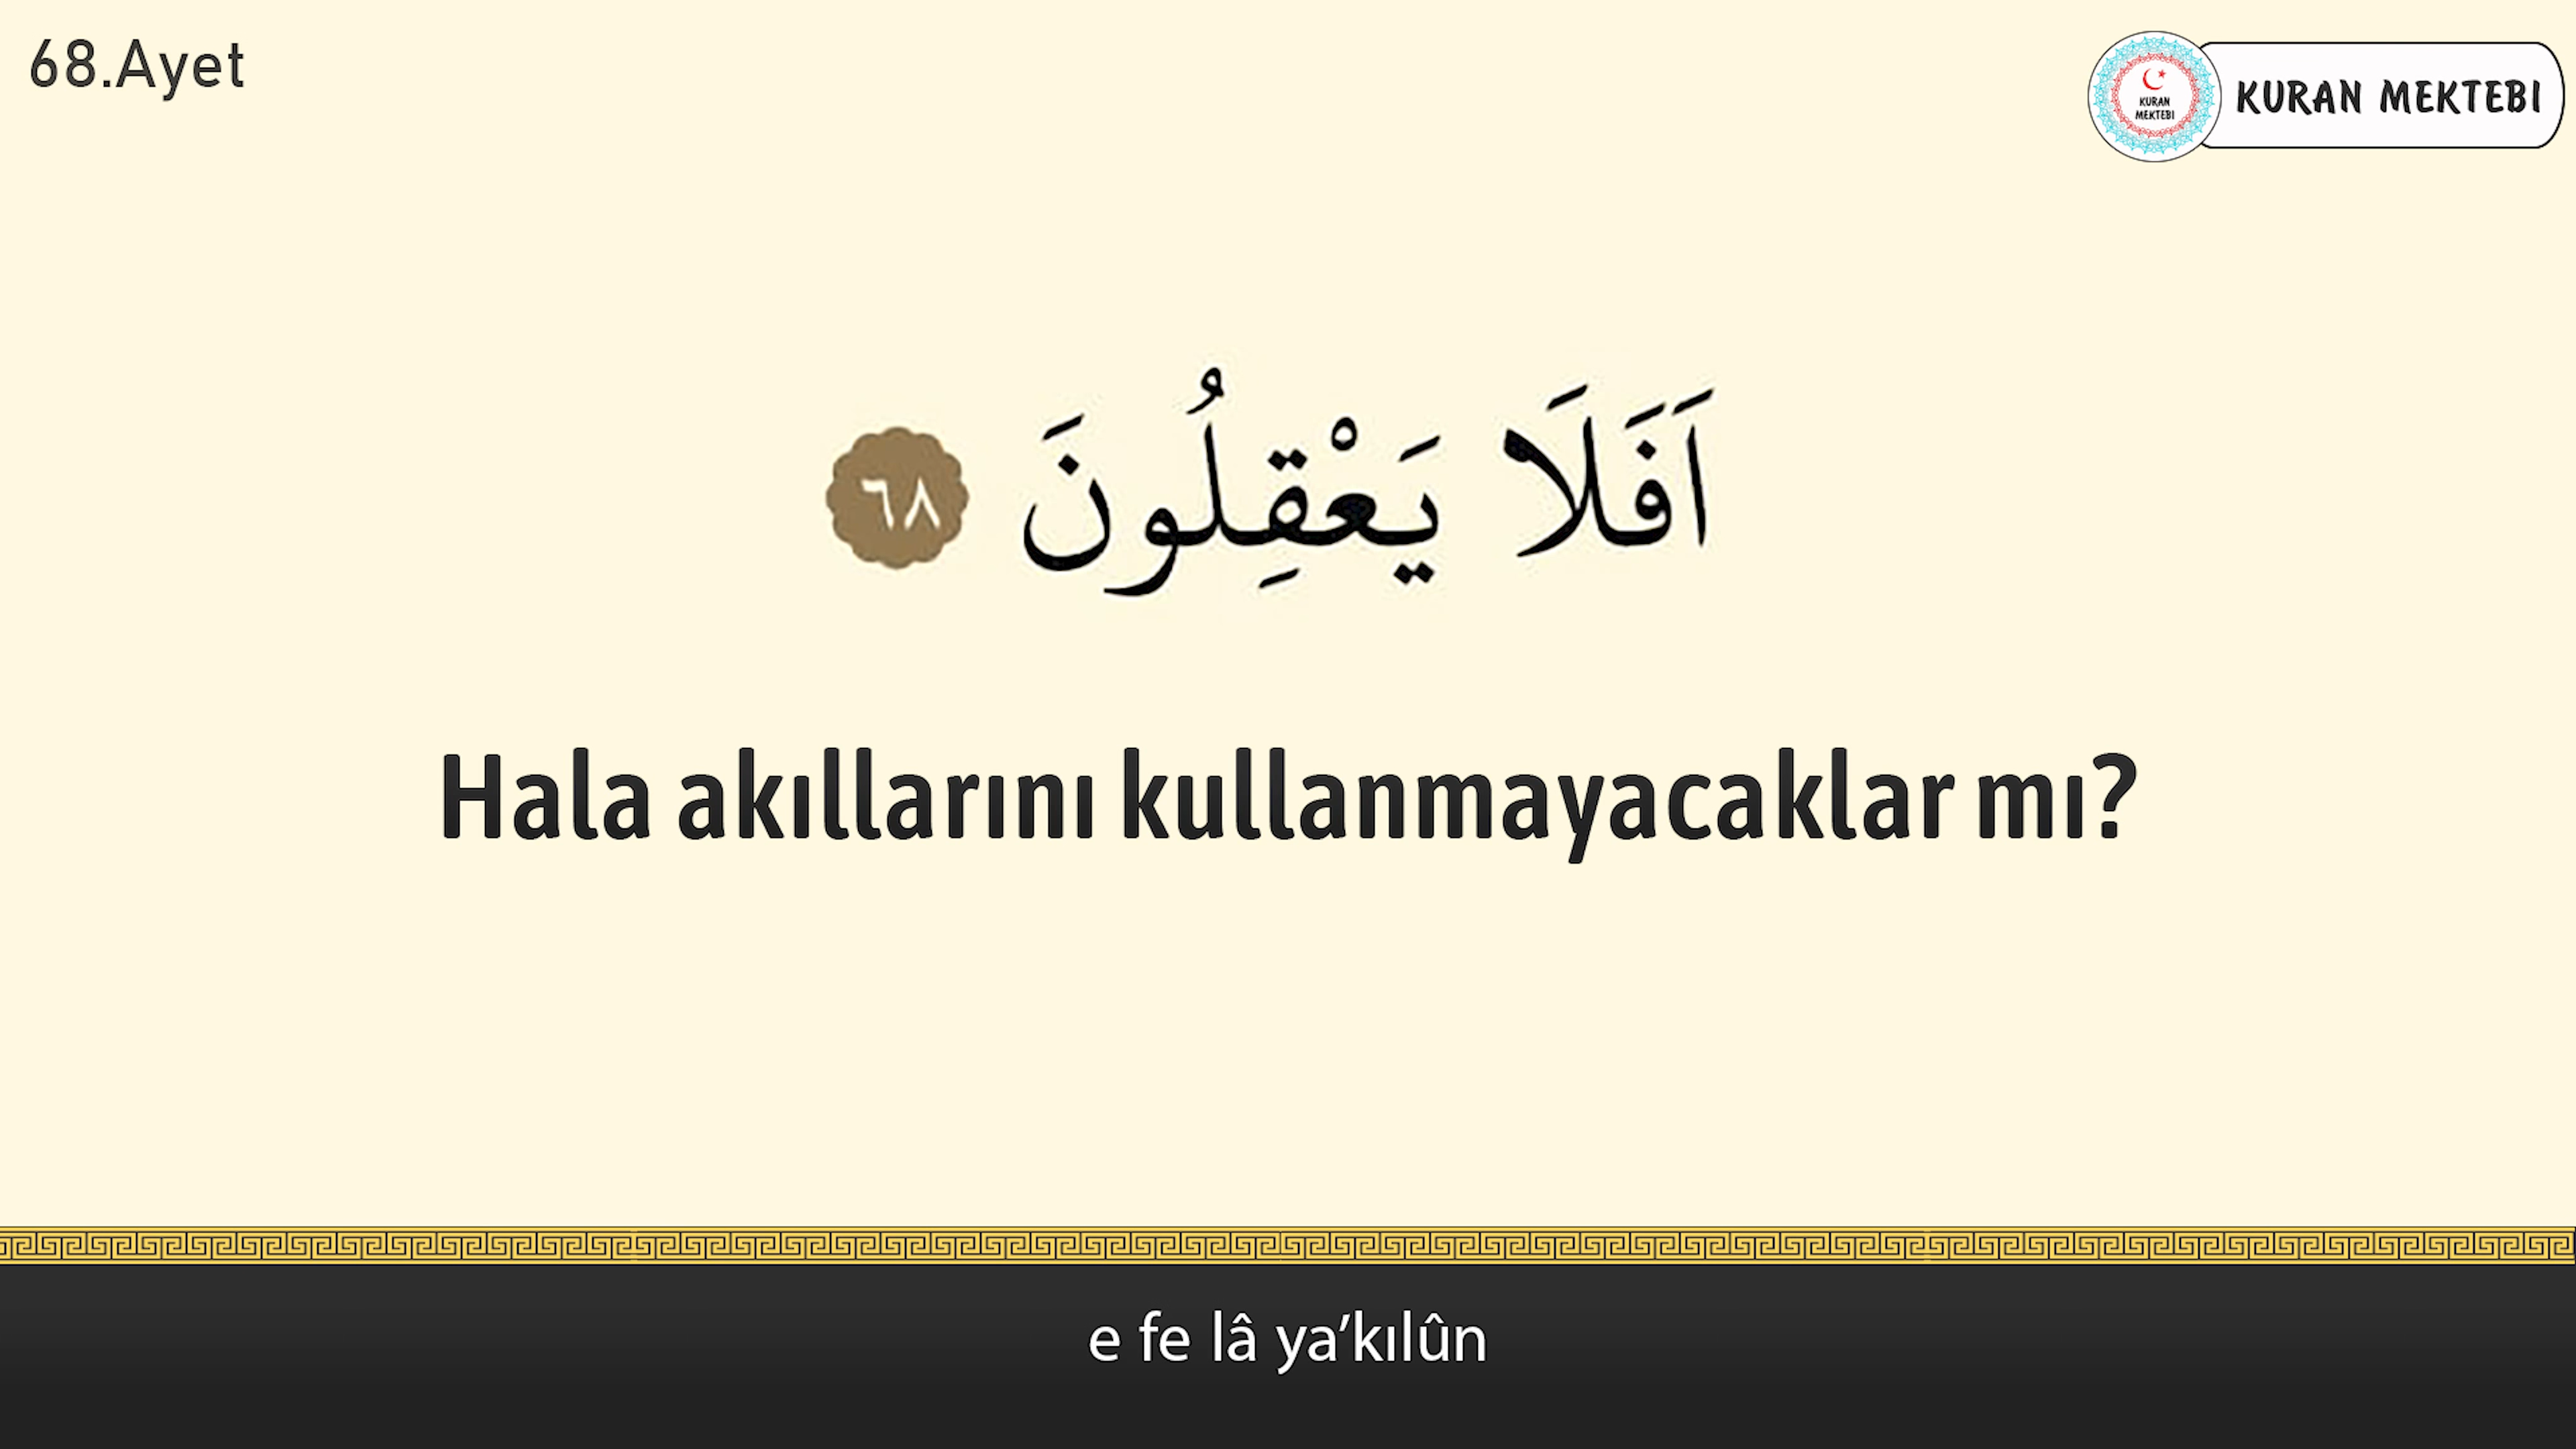 68.Ayet
KURAN MEKTEBI
KURAN
MEKTEBI
اَفَلَا يَعْقِلُونَ ٦٨
Hala akıllarını kullanmayacaklar mı?
e fe lâ ya’kılûn